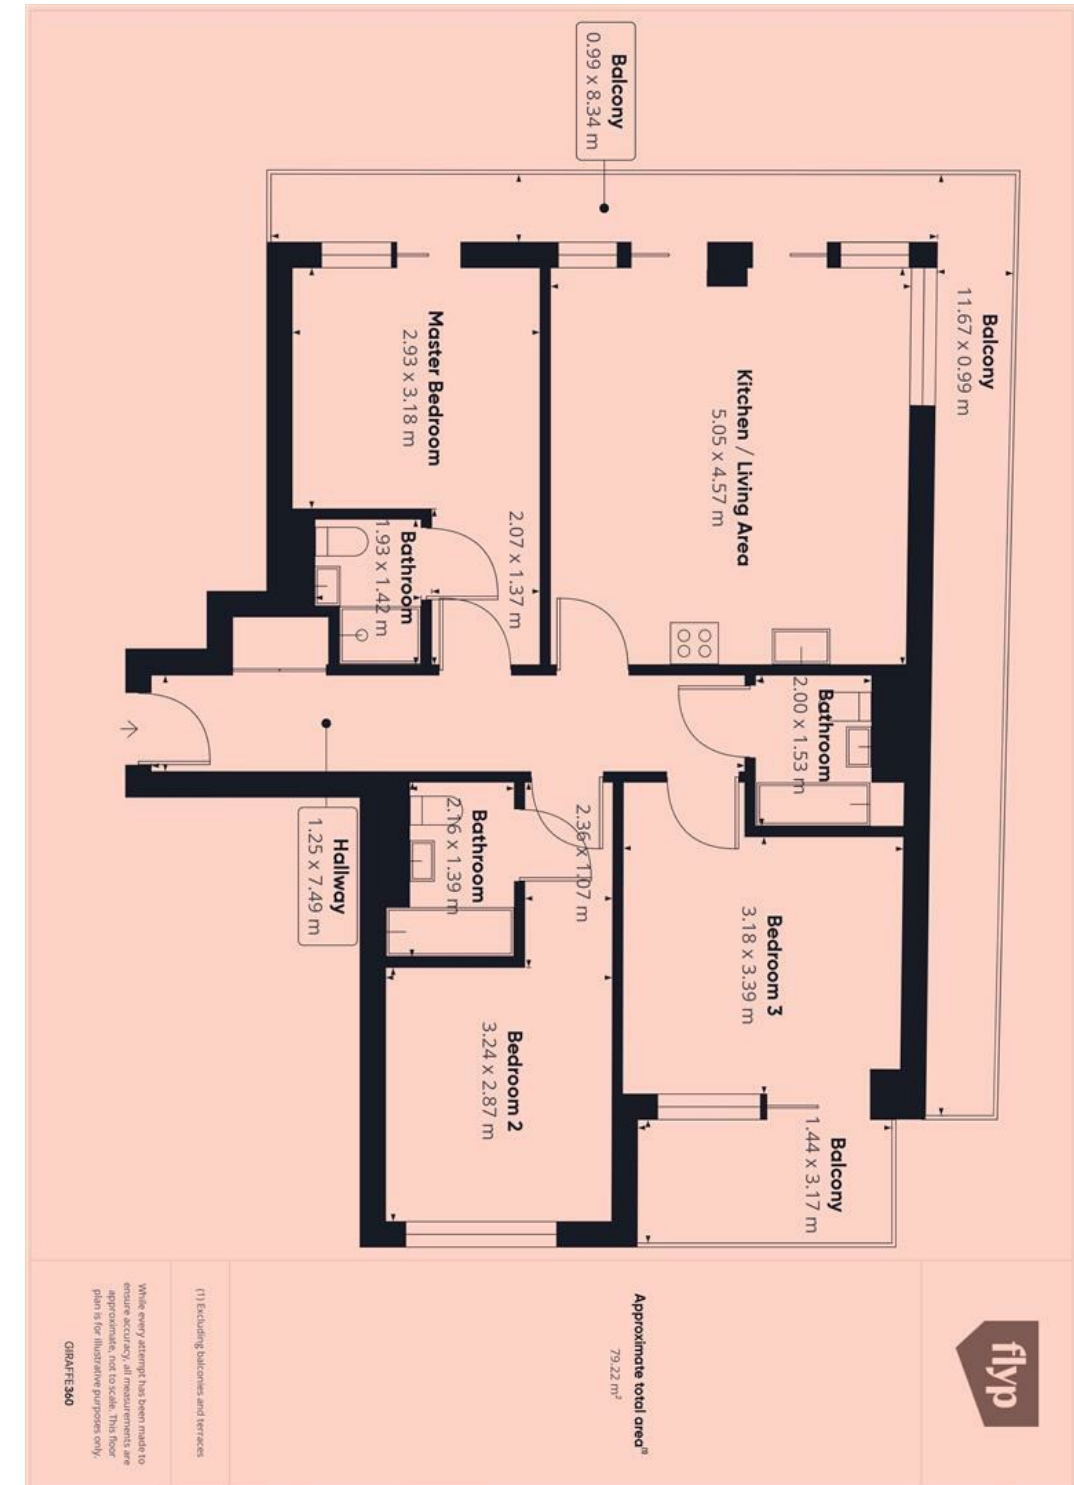 Balcony
0.99 x 8.34 m
Balcony
11.67 x 0.99 m
Master Bedroom
2.93 x 3.18 m
Kitchen / Living Area
5.05 x 4.57 m
2.07 x 1.37 m
Bathroom
1.93 x 1.42 m
Bathroom
2.00 x 1.53 m
Hallway
1.25 x 7.49 m
Bathroom
2.16 x 1.39 m
2.36 x 1.07 m
Bedroom 3
3.18 x 3.39 m
Bedroom 2
3.24 x 2.87 m
Balcony
1.44 x 3.17 m
flyp
Approximate total area(1)
79.22 m²
(1) Excluding balconies and terraces
While every attempt has been made to
ensure accuracy, all measurements are
approximate, not to scale. This floor
plan is for illustrative purposes only.
GIRAFFE360